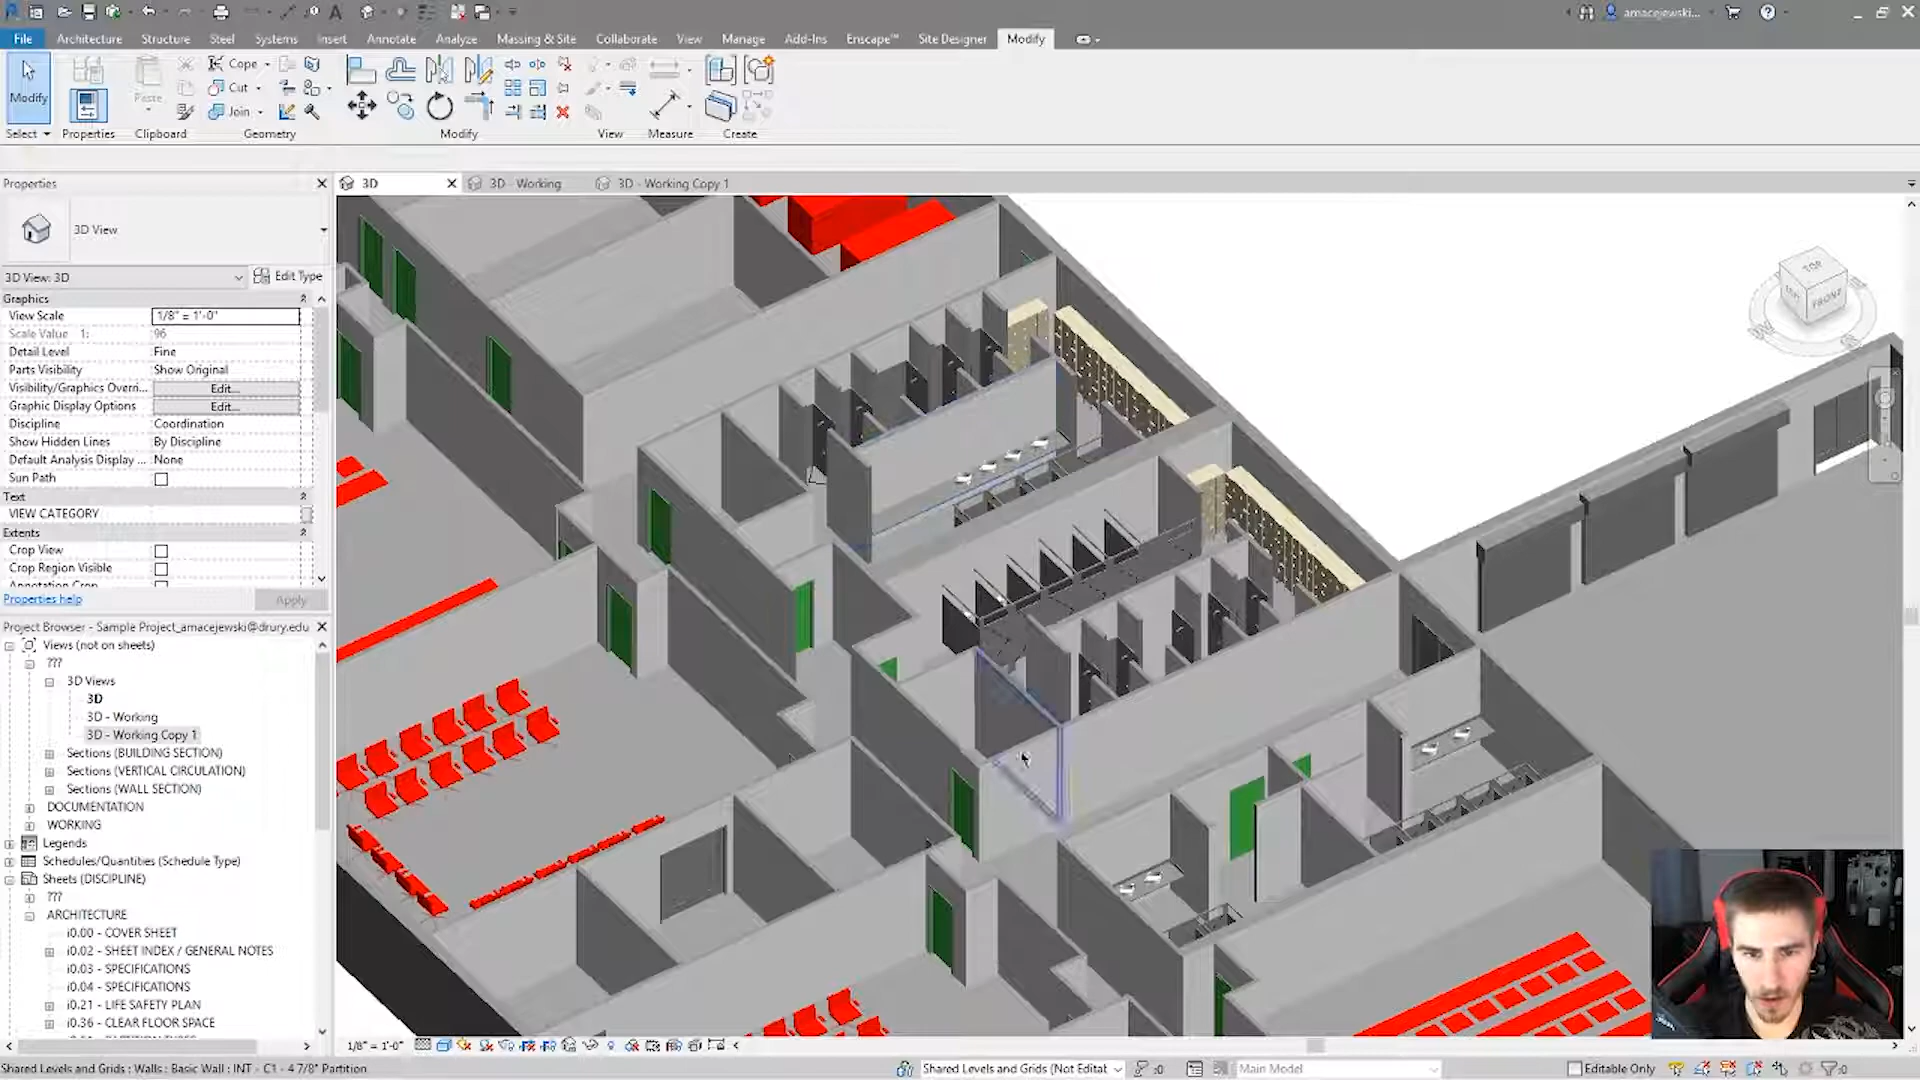 amacejewski...
File Architecture Structure Steel Systems Insert Annotate Analyze Massing & Site Collaborate View Manage Add-Ins Enscape™ Site Designer Modify
Modify
Paste
Cope
Cut
Join
Select Properties Clipboard Geometry Modify View Measure Create
Properties
3D
3D - Working
3D - Working Copy 1
3D View
3D View: 3D
Edit Type
Graphics
View Scale 1/8" = 1'-0"
Scale Value 1: 96
Detail Level Fine
Parts Visibility Show Original
Visibility/Graphics Overri... Edit...
Graphic Display Options Edit...
Discipline Coordination
Show Hidden Lines By Discipline
Default Analysis Display ... None
Sun Path
Text
VIEW CATEGORY
Extents
Crop View
Crop Region Visible
Annotation Crop
Properties help
Apply
Project Browser - Sample Project_amacejewski@drury.edu
Views (not on sheets)
???
3D Views
3D
3D - Working
3D - Working Copy 1
Sections (BUILDING SECTION)
Sections (VERTICAL CIRCULATION)
Sections (WALL SECTION)
DOCUMENTATION
WORKING
Legends
Schedules/Quantities (Schedule Type)
Sheets (DISCIPLINE)
???
ARCHITECTURE
i0.00 - COVER SHEET
i0.02 - SHEET INDEX / GENERAL NOTES
i0.03 - SPECIFICATIONS
i0.04 - SPECIFICATIONS
i0.21 - LIFE SAFETY PLAN
i0.36 - CLEAR FLOOR SPACE
TOP
FRONT
1/8" = 1'-0"
Shared Levels and Grids : Walls : Basic Wall : INT - C1 - 4 7/8" Partition
Shared Levels and Grids (Not Editat
:0
Main Model
Editable Only
:0